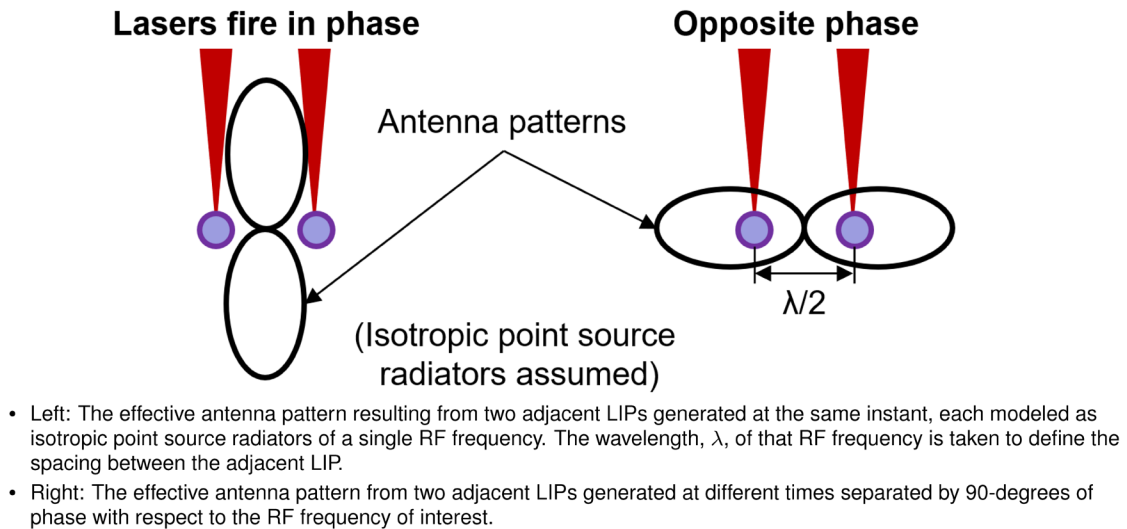 Lasers fire in phase
Opposite phase
Antenna patterns
λ/2
(Isotropic point source
radiators assumed)
• Left: The effective antenna pattern resulting from two adjacent LIPs generated at the same instant, each modeled as
isotropic point source radiators of a single RF frequency. The wavelength, λ, of that RF frequency is taken to define the
spacing between the adjacent LIP.
• Right: The effective antenna pattern from two adjacent LIPs generated at different times separated by 90-degrees of
phase with respect to the RF frequency of interest.